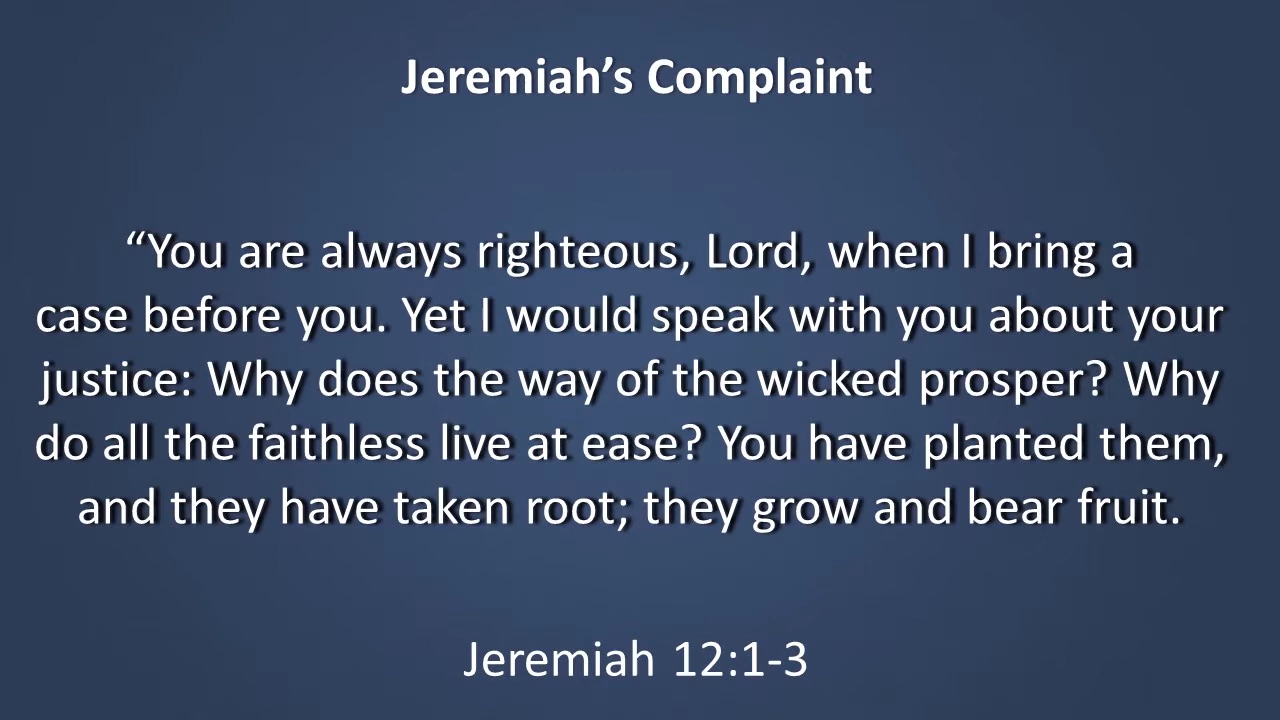 Jeremiah’s Complaint
“You are always righteous, Lord, when I bring a
case before you. Yet I would speak with you about your
justice: Why does the way of the wicked prosper? Why
do all the faithless live at ease? You have planted them,
and they have taken root; they grow and bear fruit.
Jeremiah 12:1-3